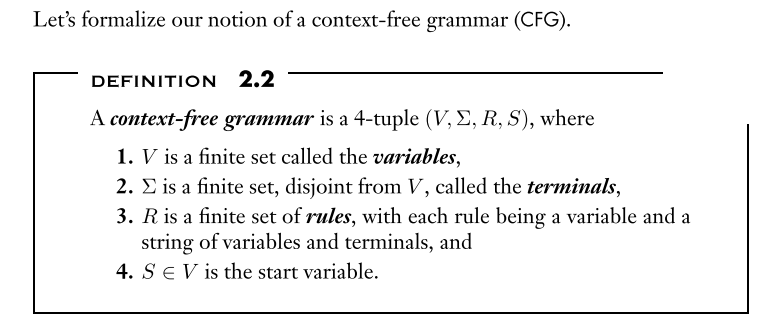 Let's formalize our notion of a context-free grammar (CFG).
DEFINITION 2.2
A context-free grammar is a 4-tuple (V, Σ, R, S), where
1. V is a finite set called the variables,
2. Σ is a finite set, disjoint from V, called the terminals,
3. R is a finite set of rules, with each rule being a variable and a
string of variables and terminals, and
4. S ∈ V is the start variable.